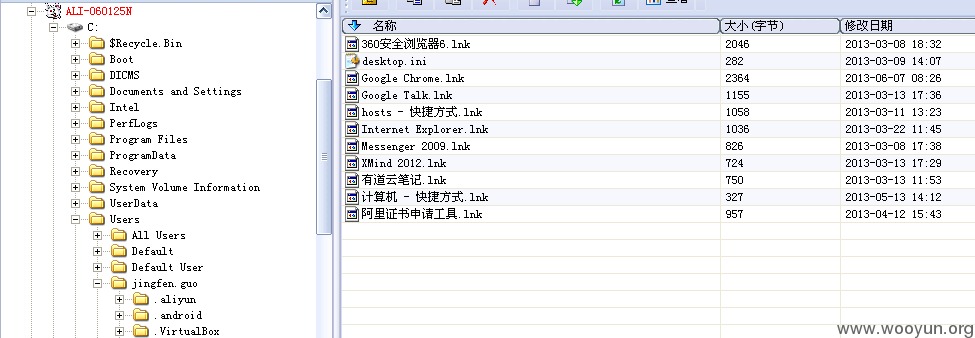 ALI-060125N
C:
$Recycle.Bin
Boot
DICMS
Documents and Settings
Intel
PerfLogs
Program Files
ProgramData
Recovery
System Volume Information
UserData
Users
All Users
Default
Default User
jingfen.guo
.aliyun
.android
.VirtualBox
名称 大小(字节) 修改日期
360安全浏览器6.lnk 2046 2013-03-08 18:32
desktop.ini 282 2013-03-09 14:07
Google Chrome.lnk 2364 2013-06-07 08:26
Google Talk.lnk 1155 2013-03-13 17:36
hosts - 快捷方式.lnk 1058 2013-03-11 13:23
Internet Explorer.lnk 1036 2013-03-22 11:45
Messenger 2009.lnk 826 2013-03-08 17:38
XMind 2012.lnk 724 2013-03-13 17:29
有道云笔记.lnk 750 2013-03-13 11:53
计算机 - 快捷方式.lnk 327 2013-05-13 14:12
阿里证书申请工具.lnk 957 2013-04-12 15:43
www.wooyun.org